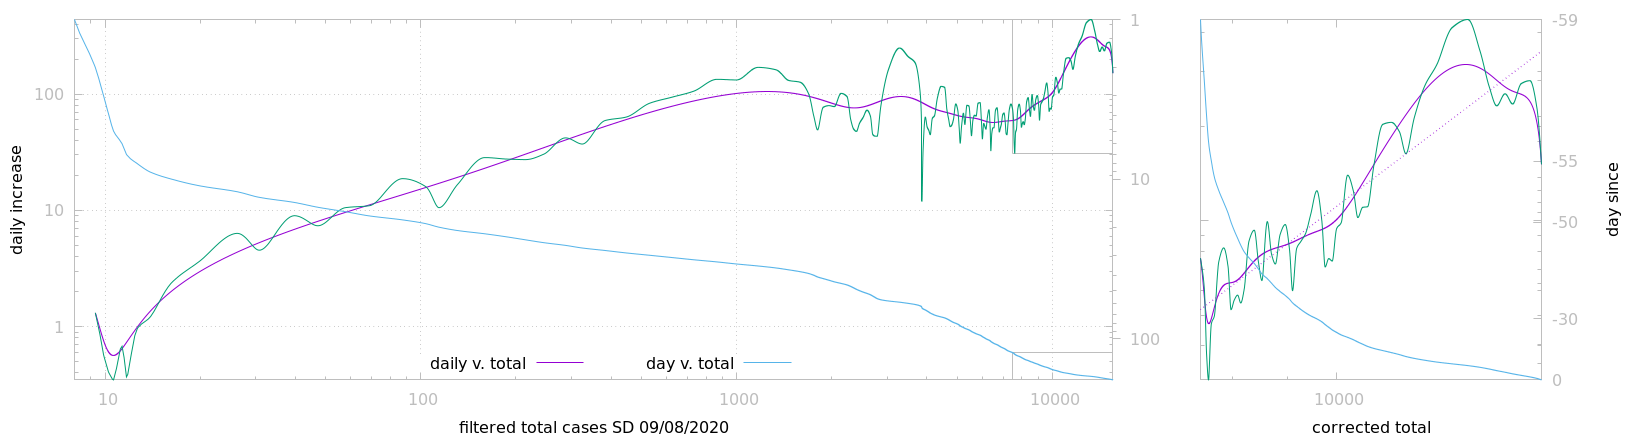 daily increase
100
10
1
10
100
1000
10000
1
10
100
daily v. total
day v. total
filtered total cases SD 09/08/2020
-59
-55
-50
-30
0
day since
10000
corrected total